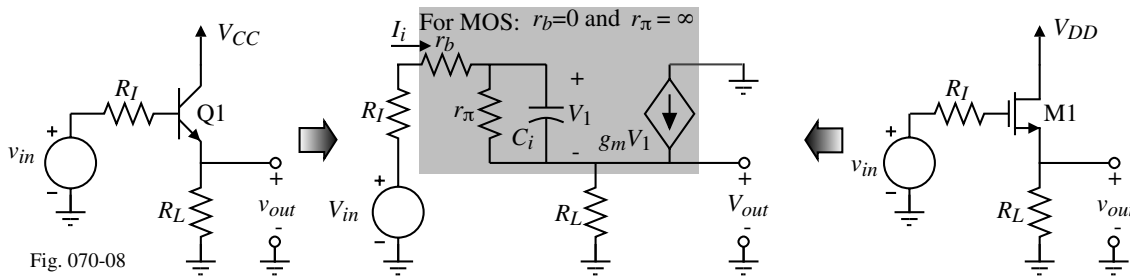 For MOS: r_b=0 and r_π = ∞
V_CC
R_I
Q1
+
v_in
−
R_L
+
v_out
-
Fig. 070-08
I_i
r_b
R_I
r_π
C_i
+
V_1
-
g_mV_1
+
V_in
−
R_L
+
V_out
-
V_DD
R_I
M1
+
v_in
−
R_L
+
v_out
-